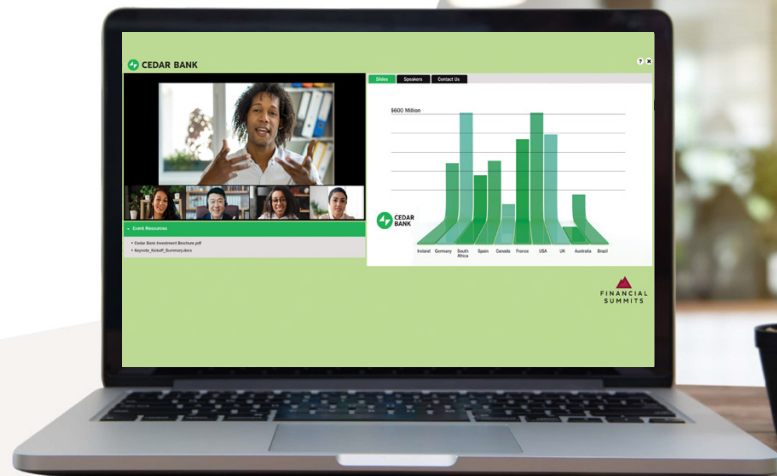 CEDAR BANK
? ×
Slides Speakers Contact Us
$600 Million
CEDAR
BANK
Ireland Germany South Africa Spain Canada France USA UK Australia Brazil
Event Resources
• Cedar Bank Investment Brochure.pdf
• Keynote_Kickoff_Summary.docx
FINANCIAL
SUMMITS